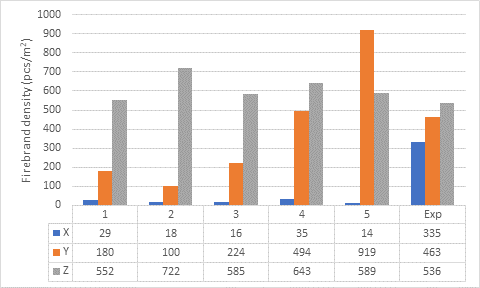 Firebrand density (pcs/m²)
1000
900
800
700
600
500
400
300
200
100
0
1 2 3 4 5 Exp
X 29 18 16 35 14 335
Y 180 100 224 494 919 463
Z 552 722 585 643 589 536